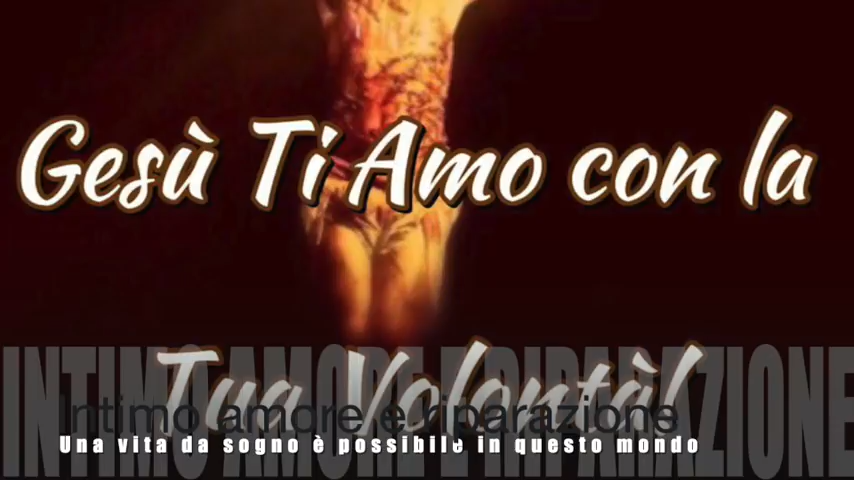 Gesù Ti Amo con la
Tua Volontà!
INTIMO AMORE E RIPARAZIONE
Intimo amore e riparazione
Una vita da sogno è possibile in questo mondo